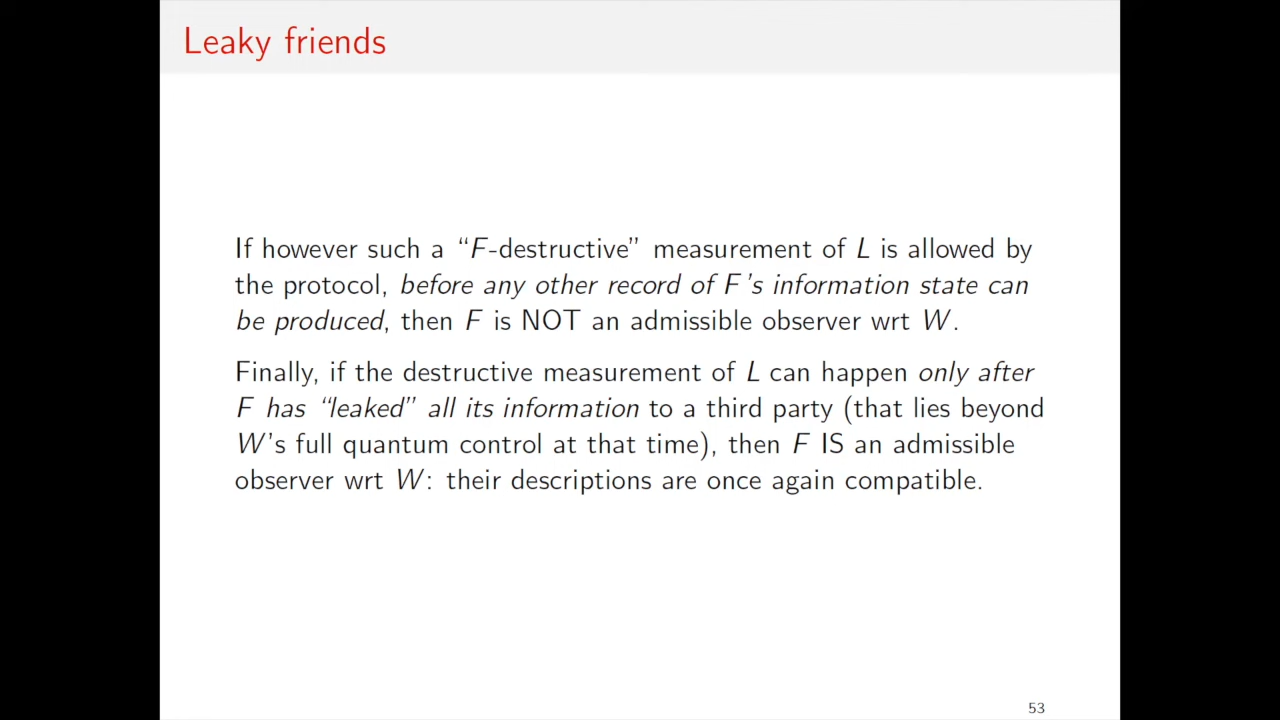 Leaky friends
If however such a “F-destructive” measurement of L is allowed by
the protocol, before any other record of F’s information state can
be produced, then F is NOT an admissible observer wrt W.
Finally, if the destructive measurement of L can happen only after
F has “leaked” all its information to a third party (that lies beyond
W’s full quantum control at that time), then F IS an admissible
observer wrt W: their descriptions are once again compatible.
53